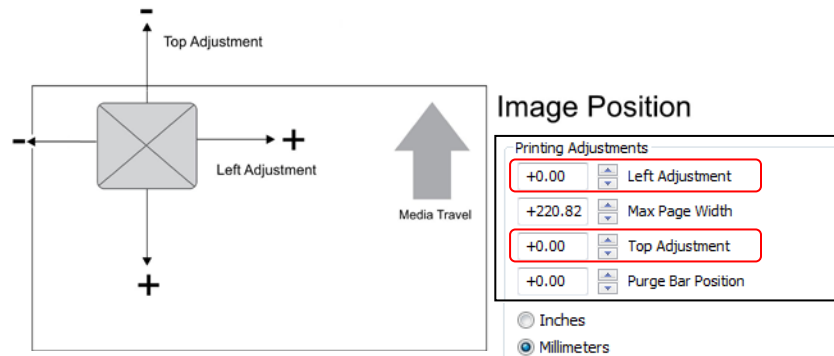 -
Top Adjustment
- +
Left Adjustment
Media Travel
+
Image Position
Printing Adjustments
+0.00 Left Adjustment
+220.82 Max Page Width
+0.00 Top Adjustment
+0.00 Purge Bar Position
Inches
Millimeters